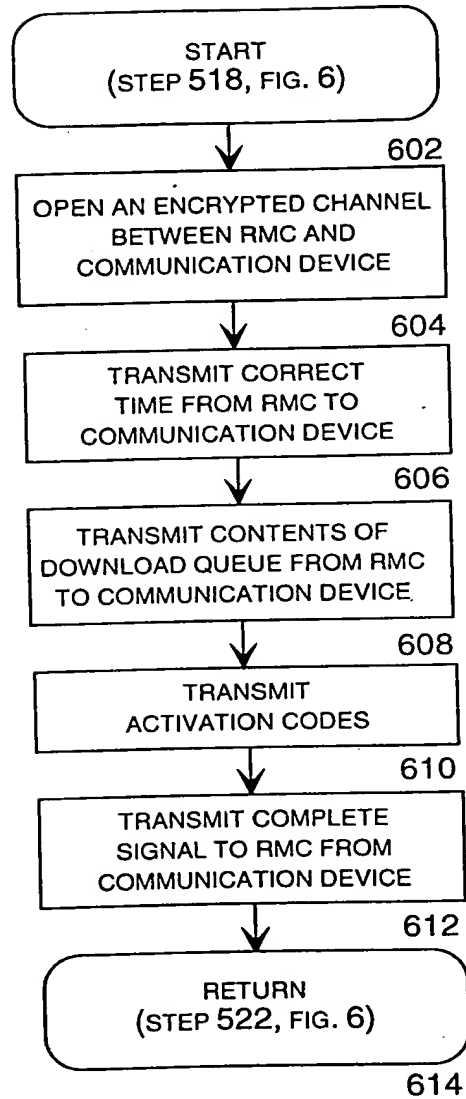 START
(STEP 518, FIG. 6)
602
OPEN AN ENCRYPTED CHANNEL
BETWEEN RMC AND
COMMUNICATION DEVICE
604
TRANSMIT CORRECT
TIME FROM RMC TO
COMMUNICATION DEVICE
606
TRANSMIT CONTENTS OF
DOWNLOAD QUEUE FROM RMC
TO COMMUNICATION DEVICE
608
TRANSMIT
ACTIVATION CODES
610
TRANSMIT COMPLETE
SIGNAL TO RMC FROM
COMMUNICATION DEVICE
612
RETURN
(STEP 522, FIG. 6)
614